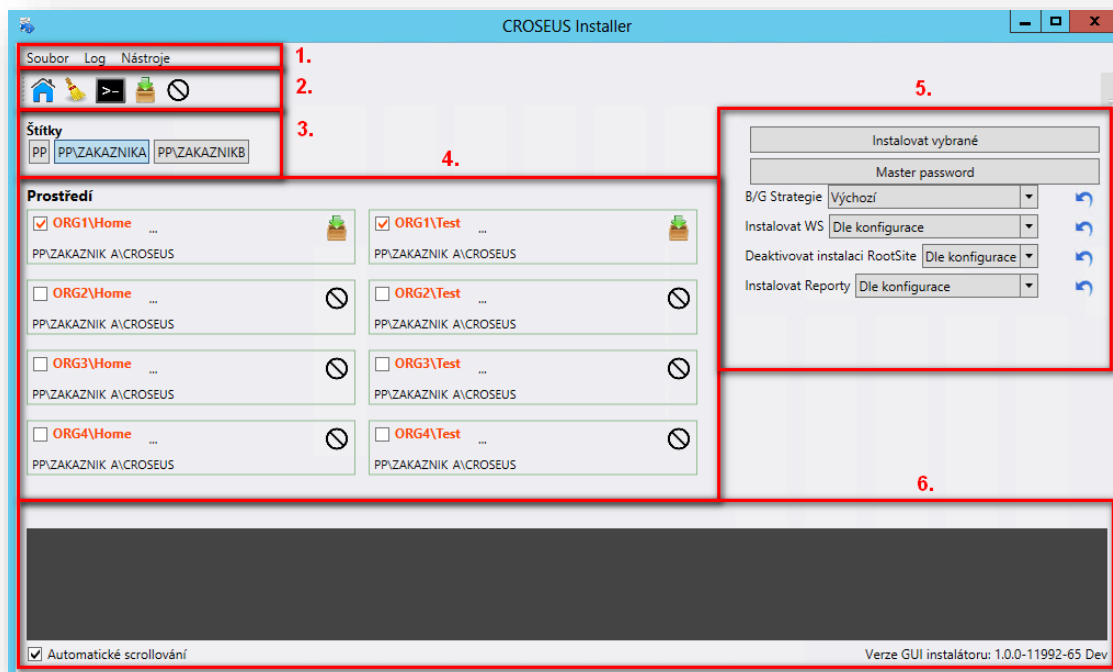 CROSEUS Installer
Soubor Log Nástroje
1.
2.
Štítky
PP PP\ZAKAZNIKA PP\ZAKAZNIKB
3.
4.
5.
Prostředí
ORG1\Home ...
PP\ZAKAZNIK A\CROSEUS
ORG1\Test ...
PP\ZAKAZNIK A\CROSEUS
ORG2\Home ...
PP\ZAKAZNIK A\CROSEUS
ORG2\Test ...
PP\ZAKAZNIK A\CROSEUS
ORG3\Home ...
PP\ZAKAZNIK A\CROSEUS
ORG3\Test ...
PP\ZAKAZNIK A\CROSEUS
ORG4\Home ...
PP\ZAKAZNIK A\CROSEUS
ORG4\Test ...
PP\ZAKAZNIK A\CROSEUS
Instalovat vybrané
Master password
B/G Strategie Výchozí
Instalovat WS Dle konfigurace
Deaktivovat instalaci RootSite Dle konfigurace
Instalovat Reporty Dle konfigurace
6.
Automatické scrollování
Verze GUI instalátoru: 1.0.0-11992-65 Dev